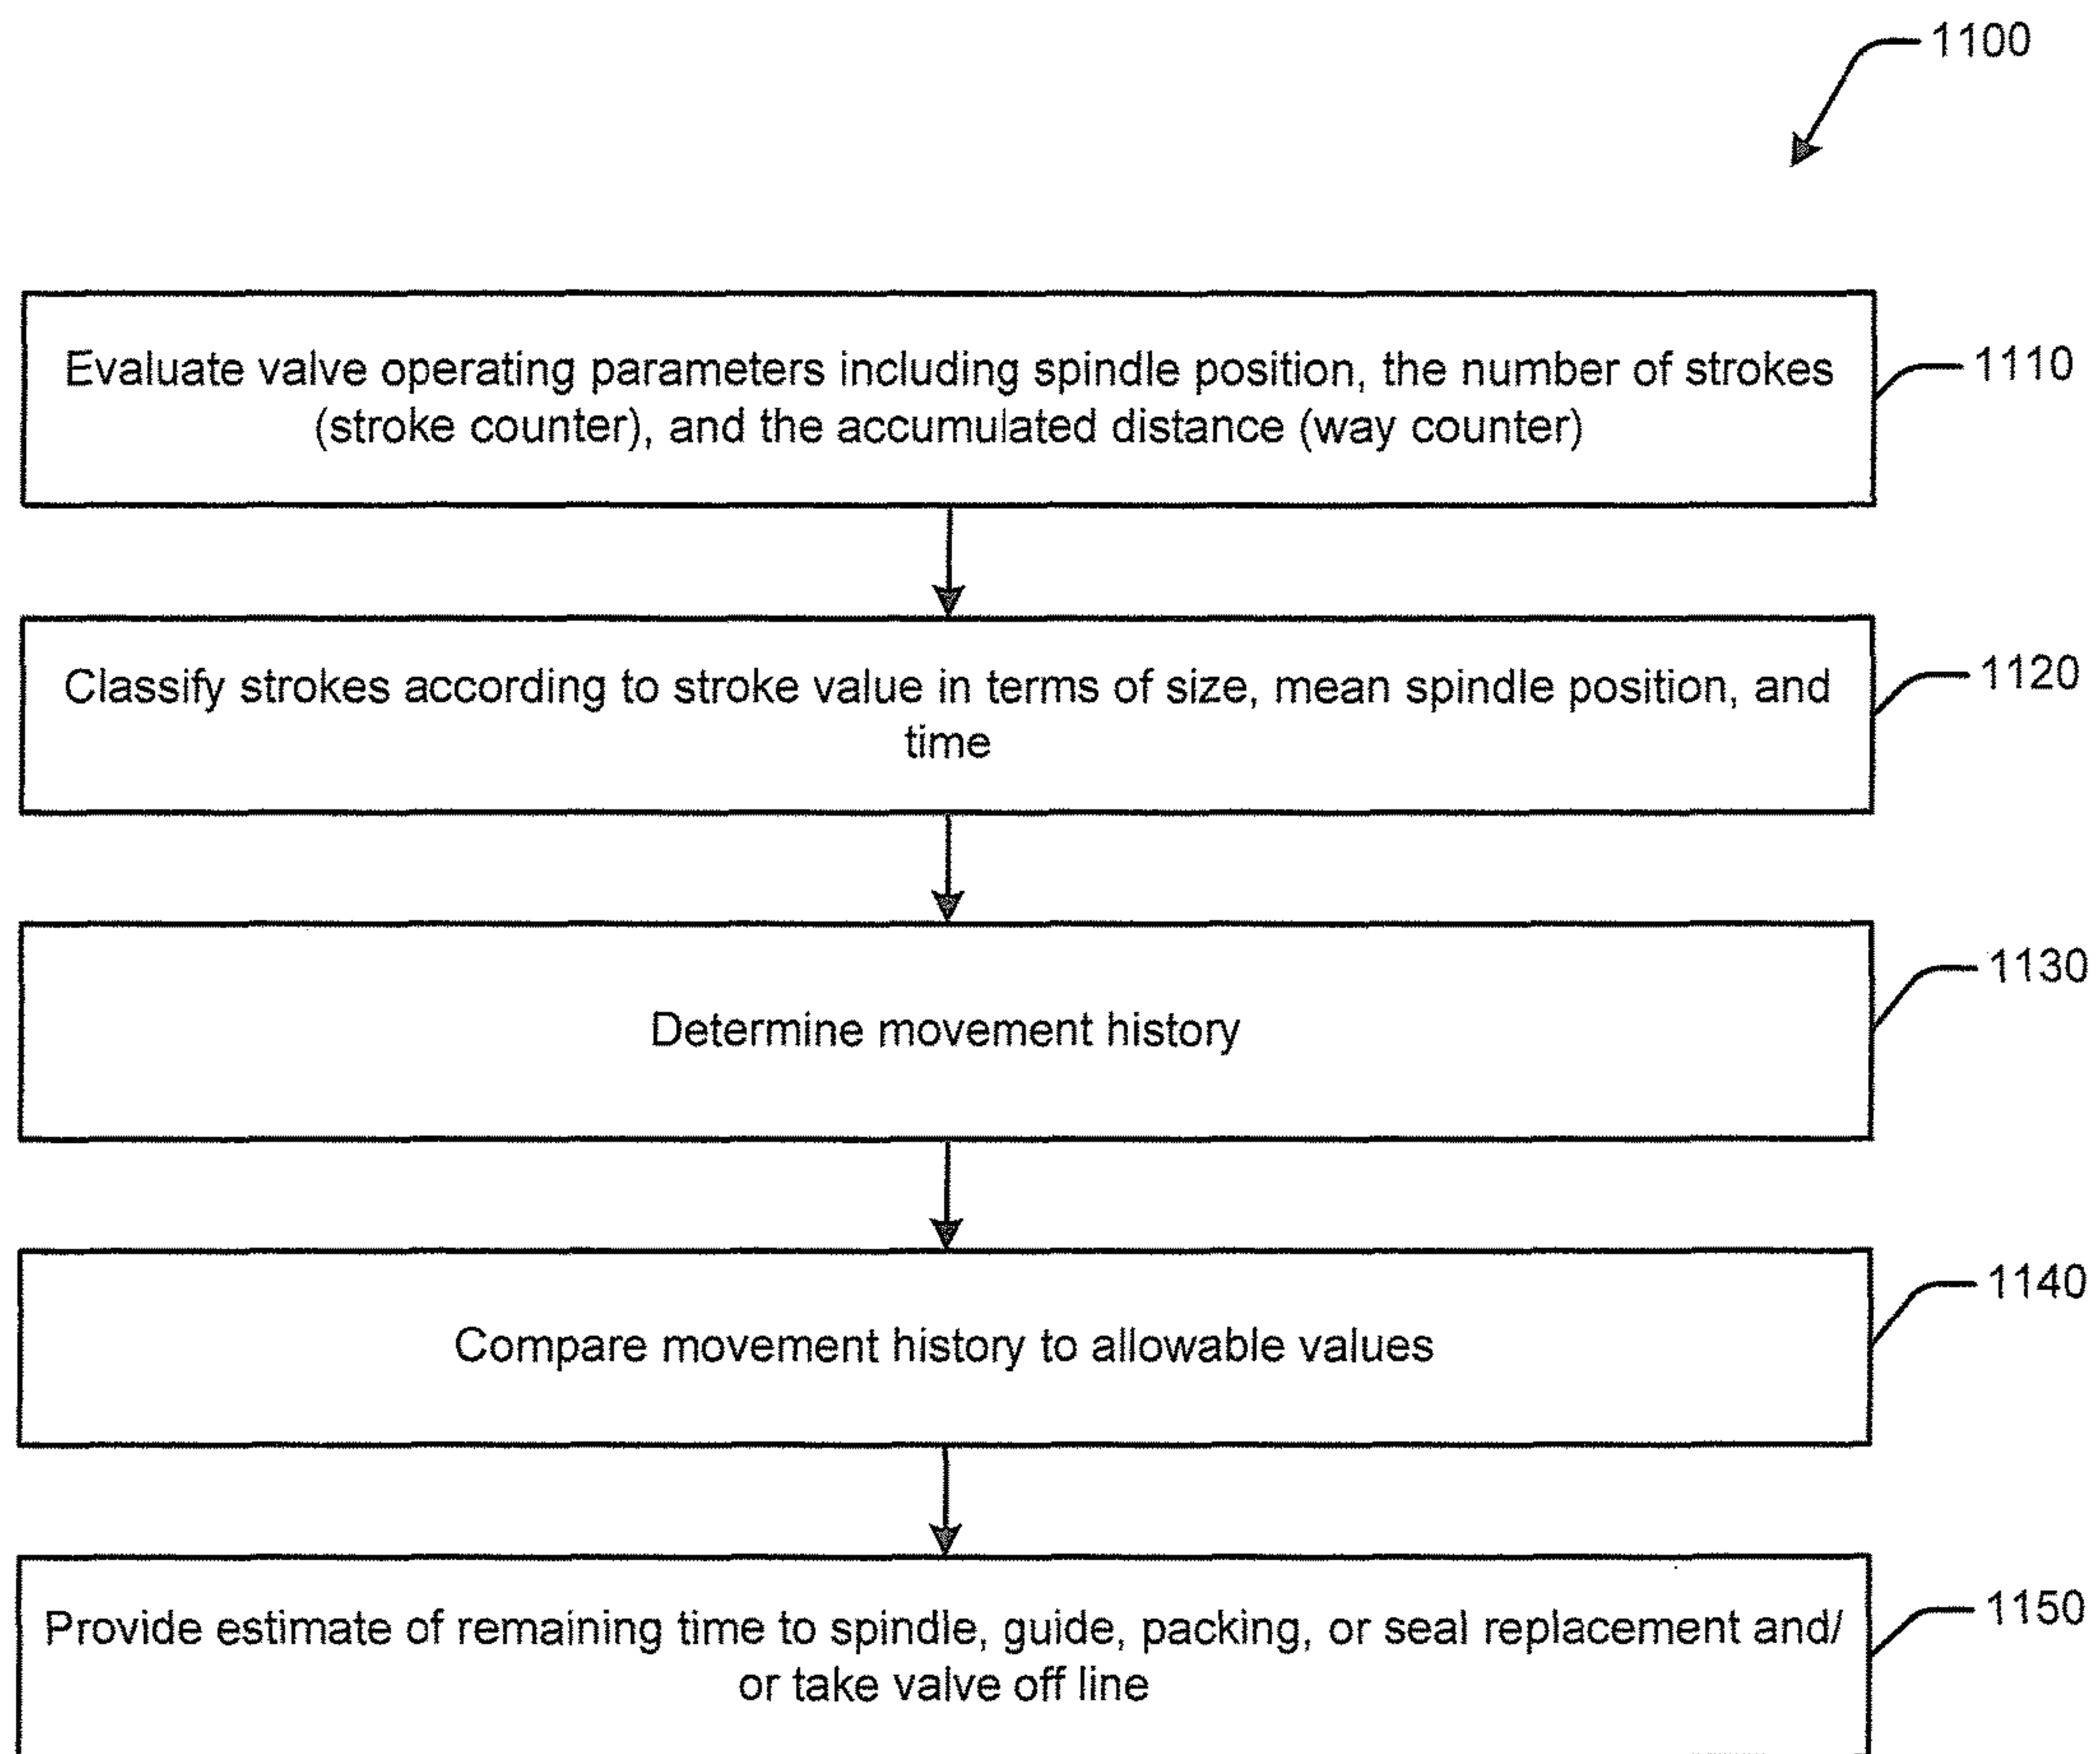 1100
Evaluate valve operating parameters including spindle position, the number of strokes
(stroke counter), and the accumulated distance (way counter)
1110
Classify strokes according to stroke value in terms of size, mean spindle position, and
time
1120
Determine movement history
1130
Compare movement history to allowable values
1140
Provide estimate of remaining time to spindle, guide, packing, or seal replacement and/
or take valve off line
1150